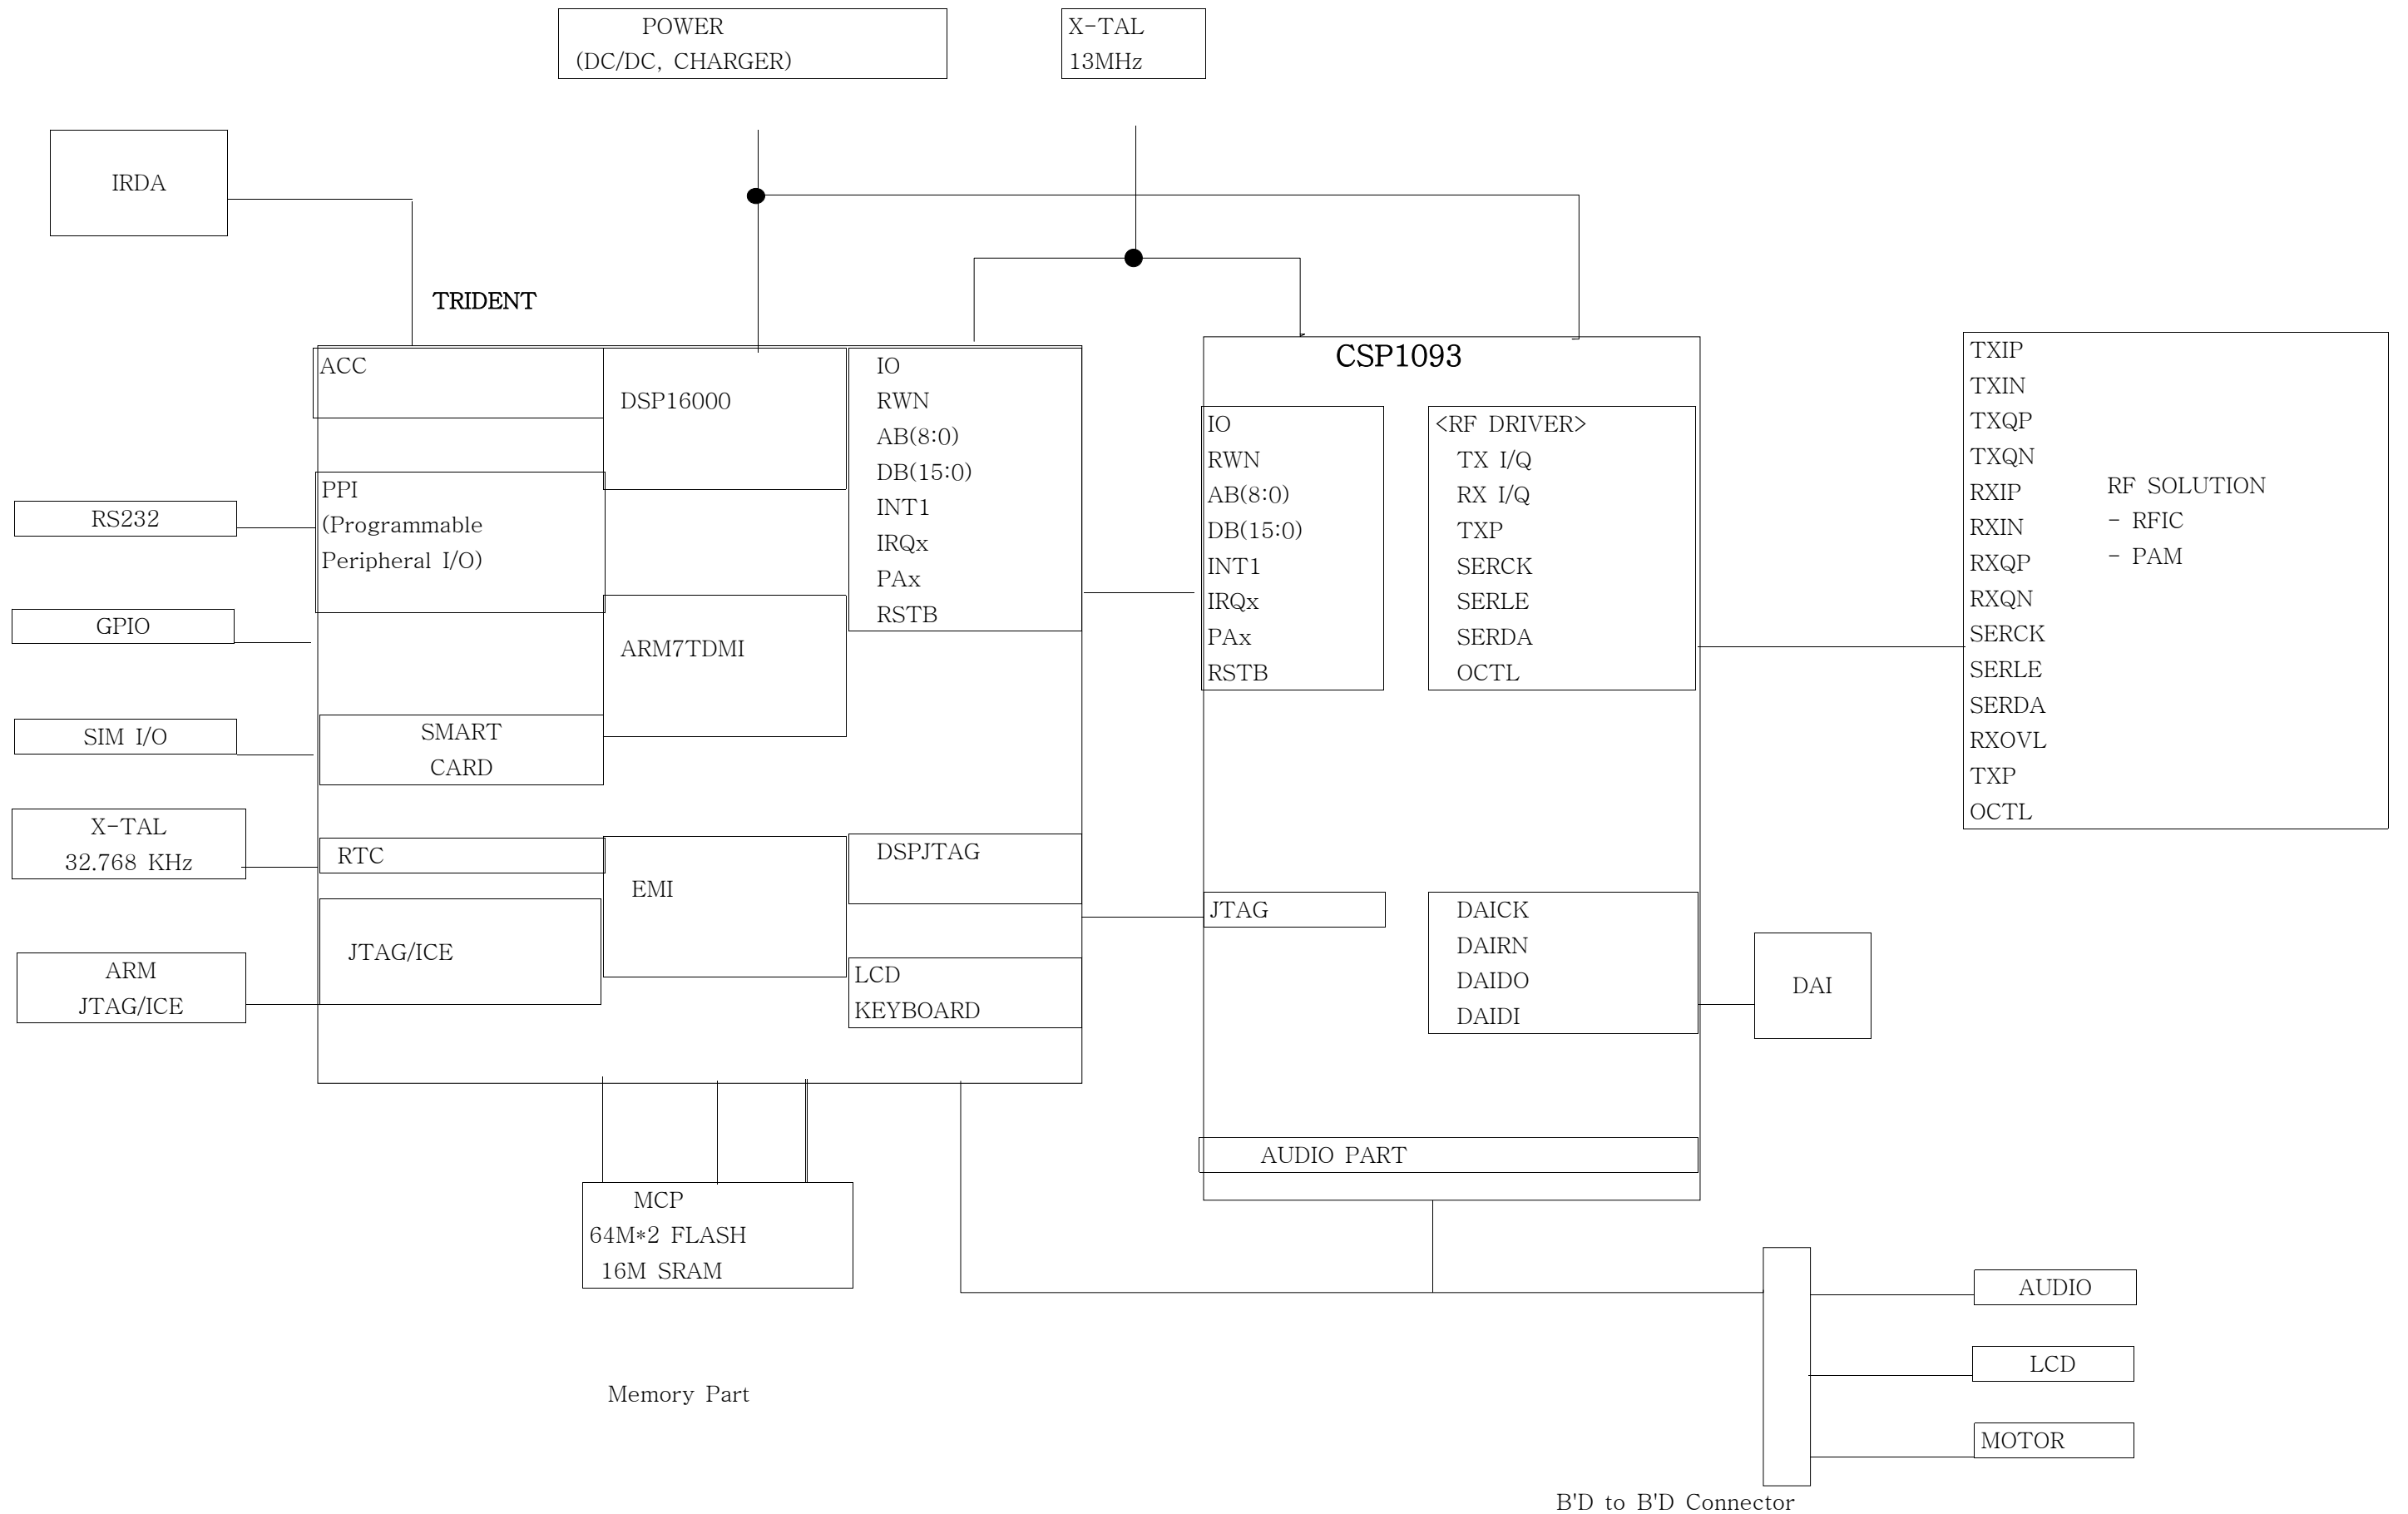 POWER
(DC/DC, CHARGER)
X-TAL
13MHz
IRDA
TRIDENT
ACC
DSP16000
IO
RWN
AB(8:0)
DB(15:0)
INT1
IRQx
PAx
RSTB
PPI
(Programmable
Peripheral I/O)
ARM7TDMI
SMART
CARD
RTC
EMI
DSPJTAG
JTAG/ICE
LCD
KEYBOARD
RS232
GPIO
SIM I/O
X-TAL
32.768 KHz
ARM
JTAG/ICE
CSP1093
IO
RWN
AB(8:0)
DB(15:0)
INT1
IRQx
PAx
RSTB
<RF DRIVER>
TX I/Q
RX I/Q
TXP
SERCK
SERLE
SERDA
OCTL
JTAG
DAICK
DAIRN
DAIDO
DAIDI
DAI
AUDIO PART
TXIP
TXIN
TXQP
TXQN
RXIP
RXIN
RXQP
RXQN
SERCK
SERLE
SERDA
RXOVL
TXP
OCTL
RF SOLUTION
- RFIC
- PAM
MCP
64M*2 FLASH
16M SRAM
Memory Part
AUDIO
LCD
MOTOR
B'D to B'D Connector